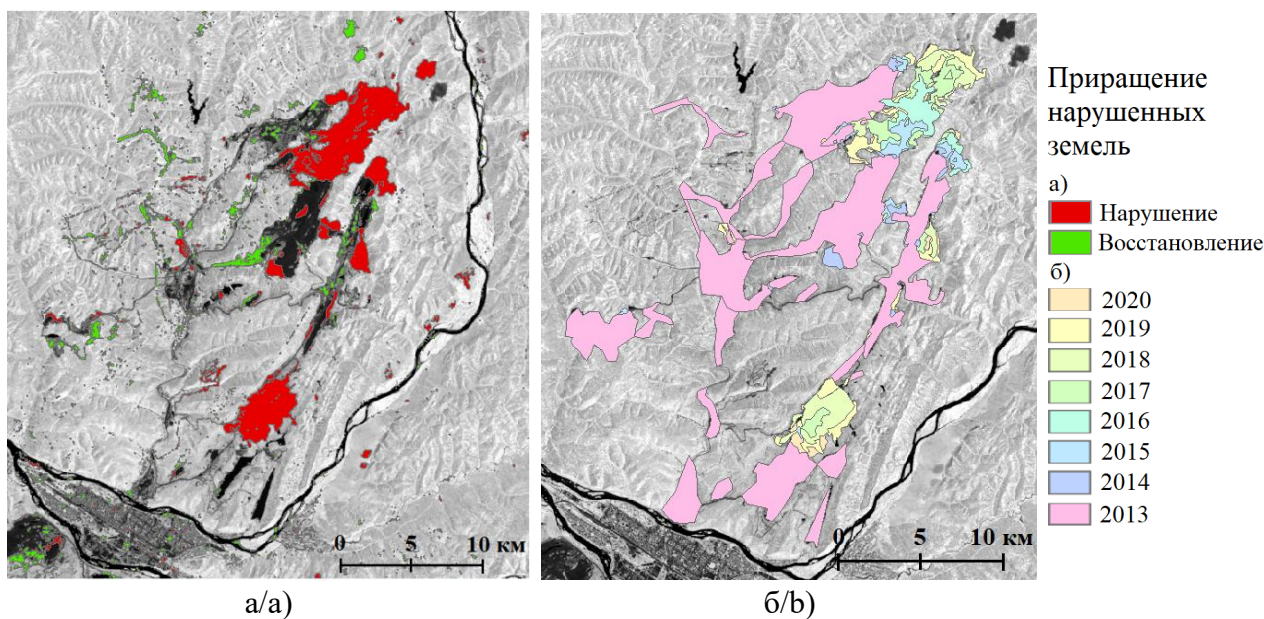 0 5 10 км
0 5 10 км
Приращение
нарушенных
земель
а)
Нарушение
Восстановление
б)
2020
2019
2018
2017
2016
2015
2014
2013
а/a)
б/b)